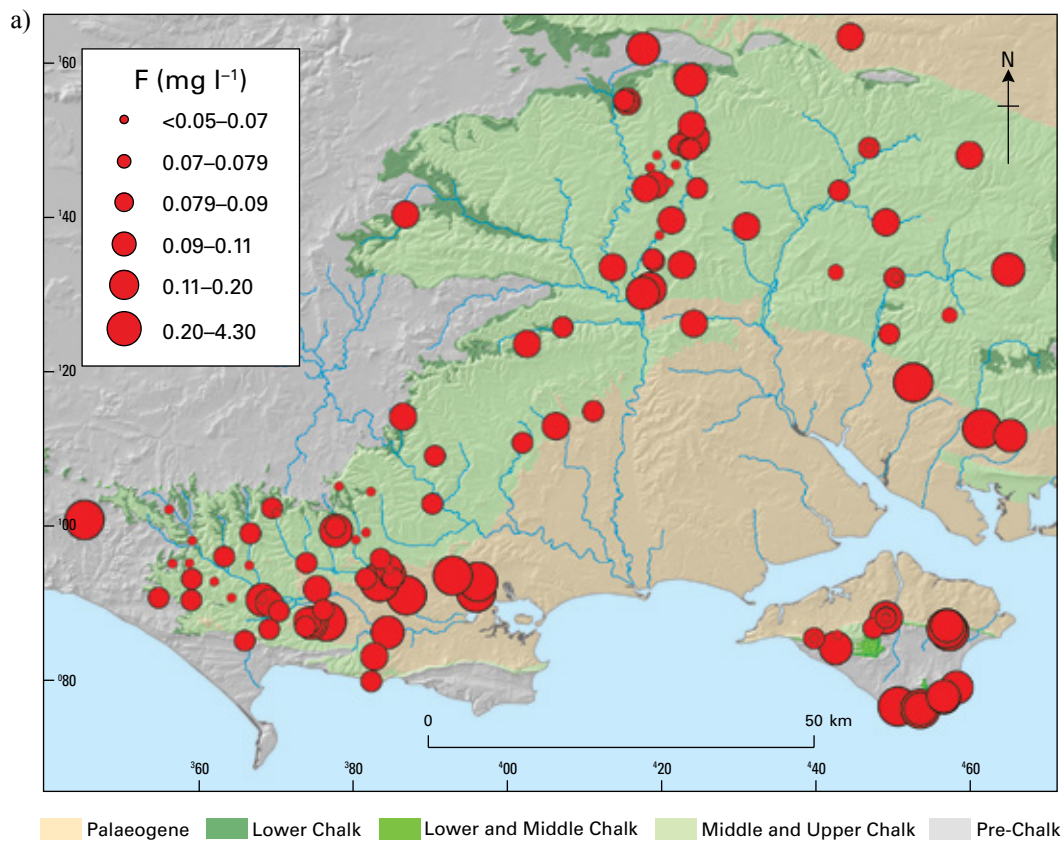 a)
F (mg l⁻¹)
<0.05–0.07
0.07–0.079
0.079–0.09
0.09–0.11
0.11–0.20
0.20–4.30
N
¹60
¹40
¹20
¹00
⁰80
0 50 km
³60 ³80 ⁴00 ⁴20 ⁴40 ⁴60
Palaeogene Lower Chalk Lower and Middle Chalk Middle and Upper Chalk Pre-Chalk